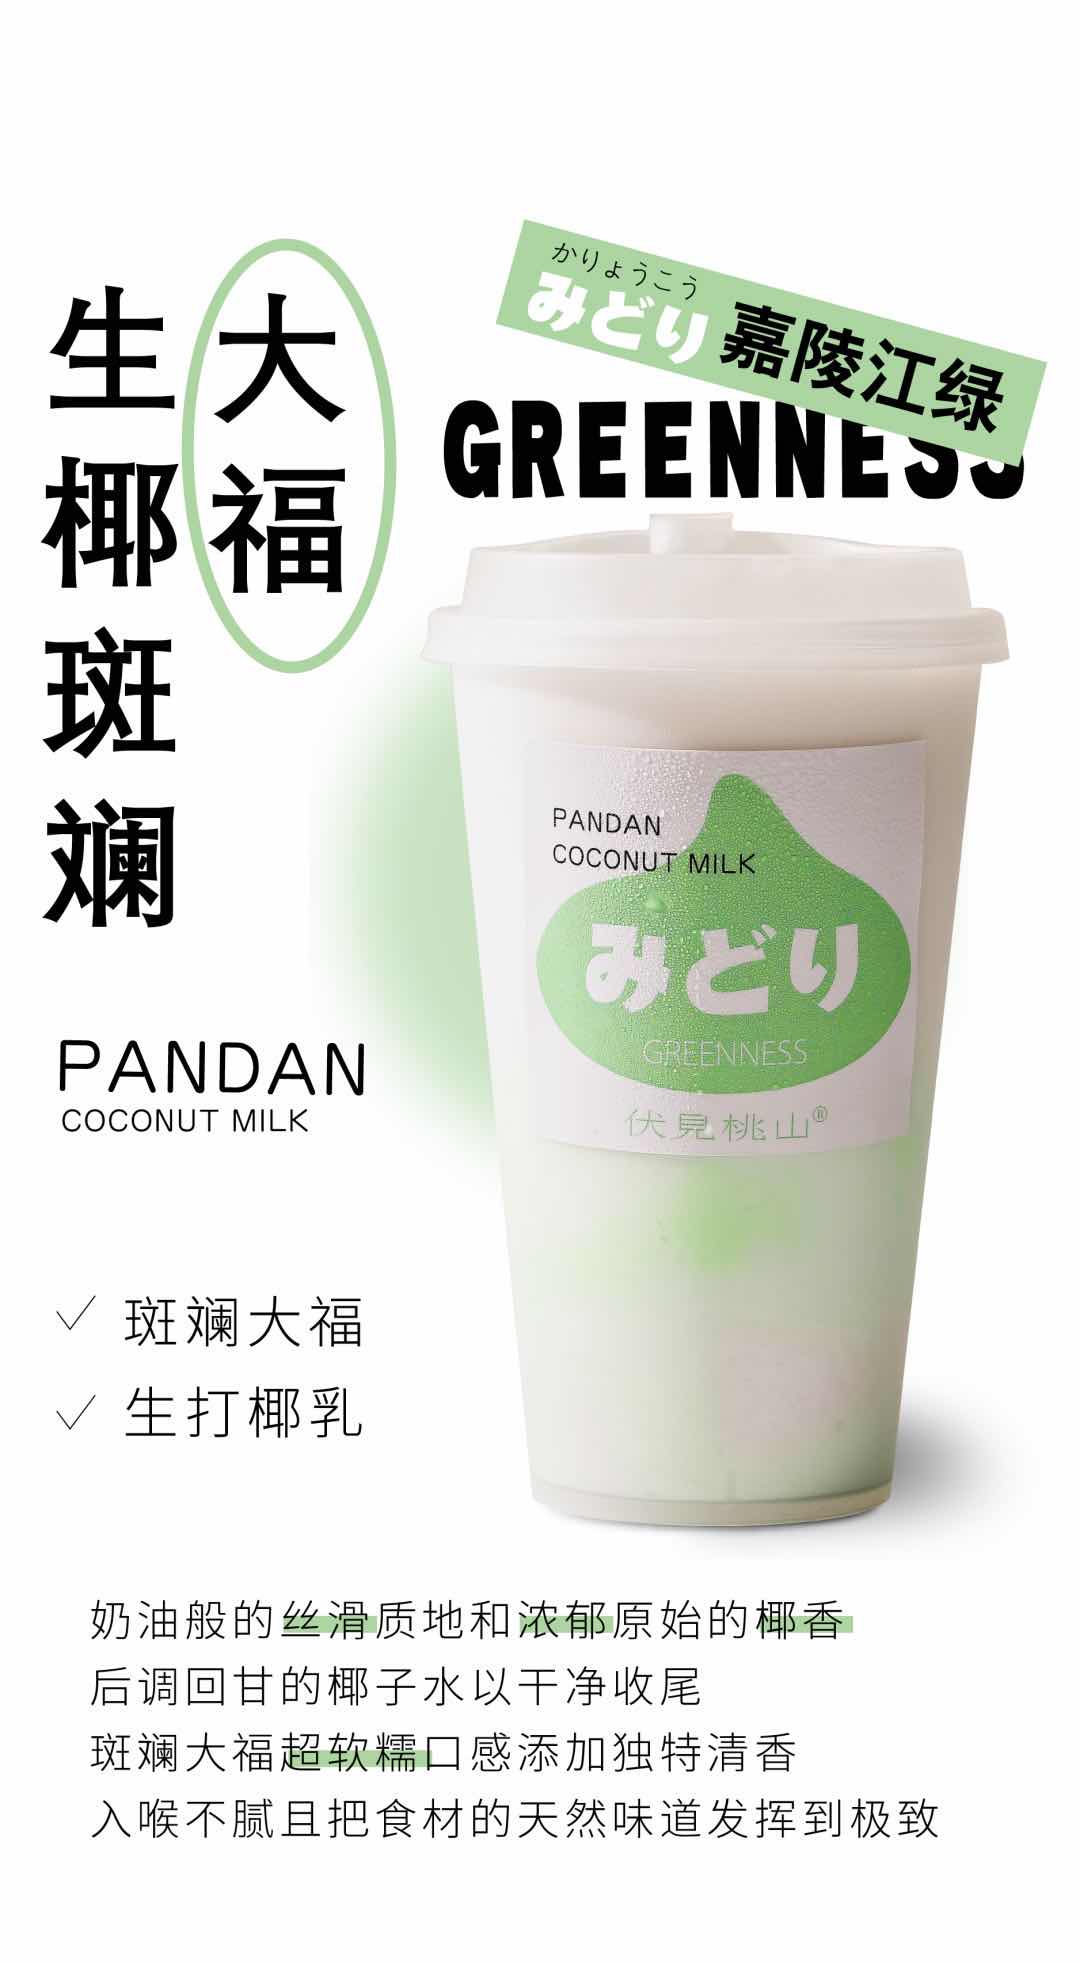 かりょうこう
みどり 嘉陵江绿
GREENNESS
生椰斑斓
大福
PANDAN
COCONUT MILK
みどり
GREENNESS
伏見桃山®
PANDAN
COCONUT MILK
斑斓大福
生打椰乳
奶油般的丝滑质地和浓郁原始的椰香
后调回甘的椰子水以干净收尾
斑斓大福超软糯口感添加独特清香
入喉不腻且把食材的天然味道发挥到极致